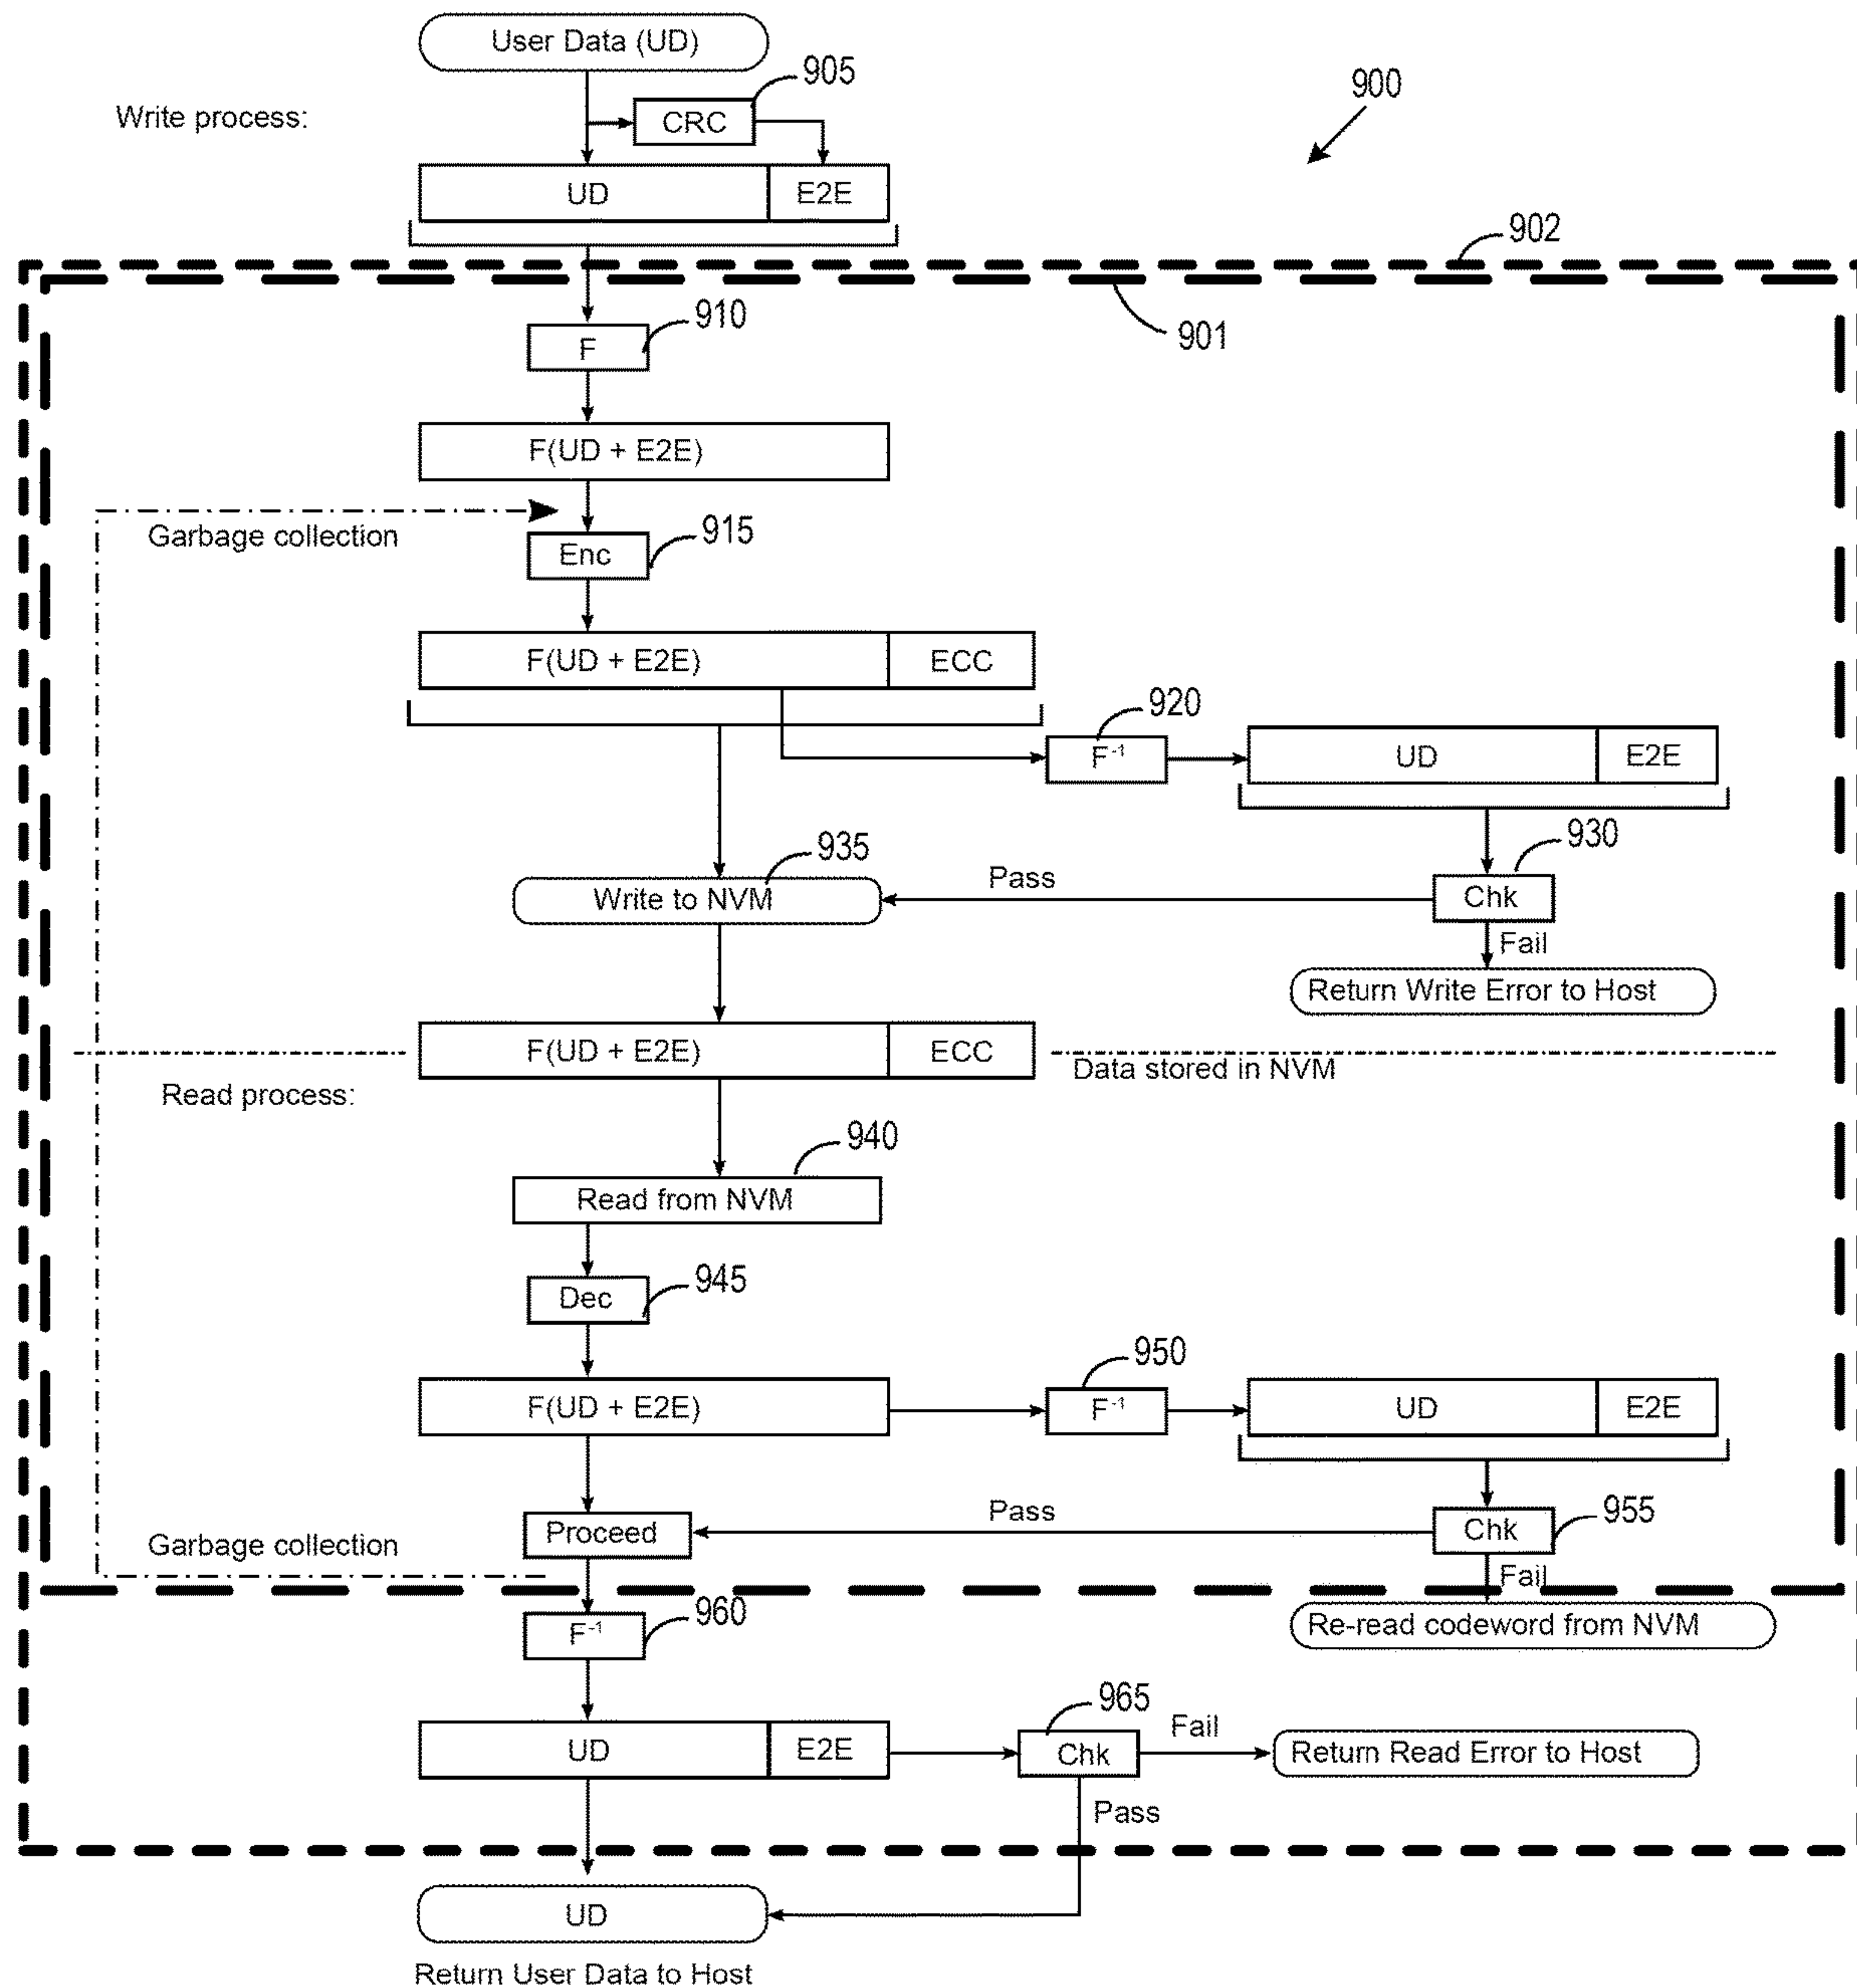 User Data (UD)
905
900
Write process:
CRC
UD
E2E
902
901
910
F
F(UD + E2E)
Garbage collection
915
Enc
F(UD + E2E)
ECC
920
F-1
UD
E2E
935
930
Pass
Write to NVM
Chk
Fail
Return Write Error to Host
F(UD + E2E)
ECC
Data stored in NVM
Read process:
940
Read from NVM
945
Dec
950
F(UD + E2E)
F-1
UD
E2E
955
Pass
Proceed
Chk
Garbage collection
Fail
960
F-1
Re-read codeword from NVM
965
Fail
UD
E2E
Chk
Return Read Error to Host
Pass
UD
Return User Data to Host